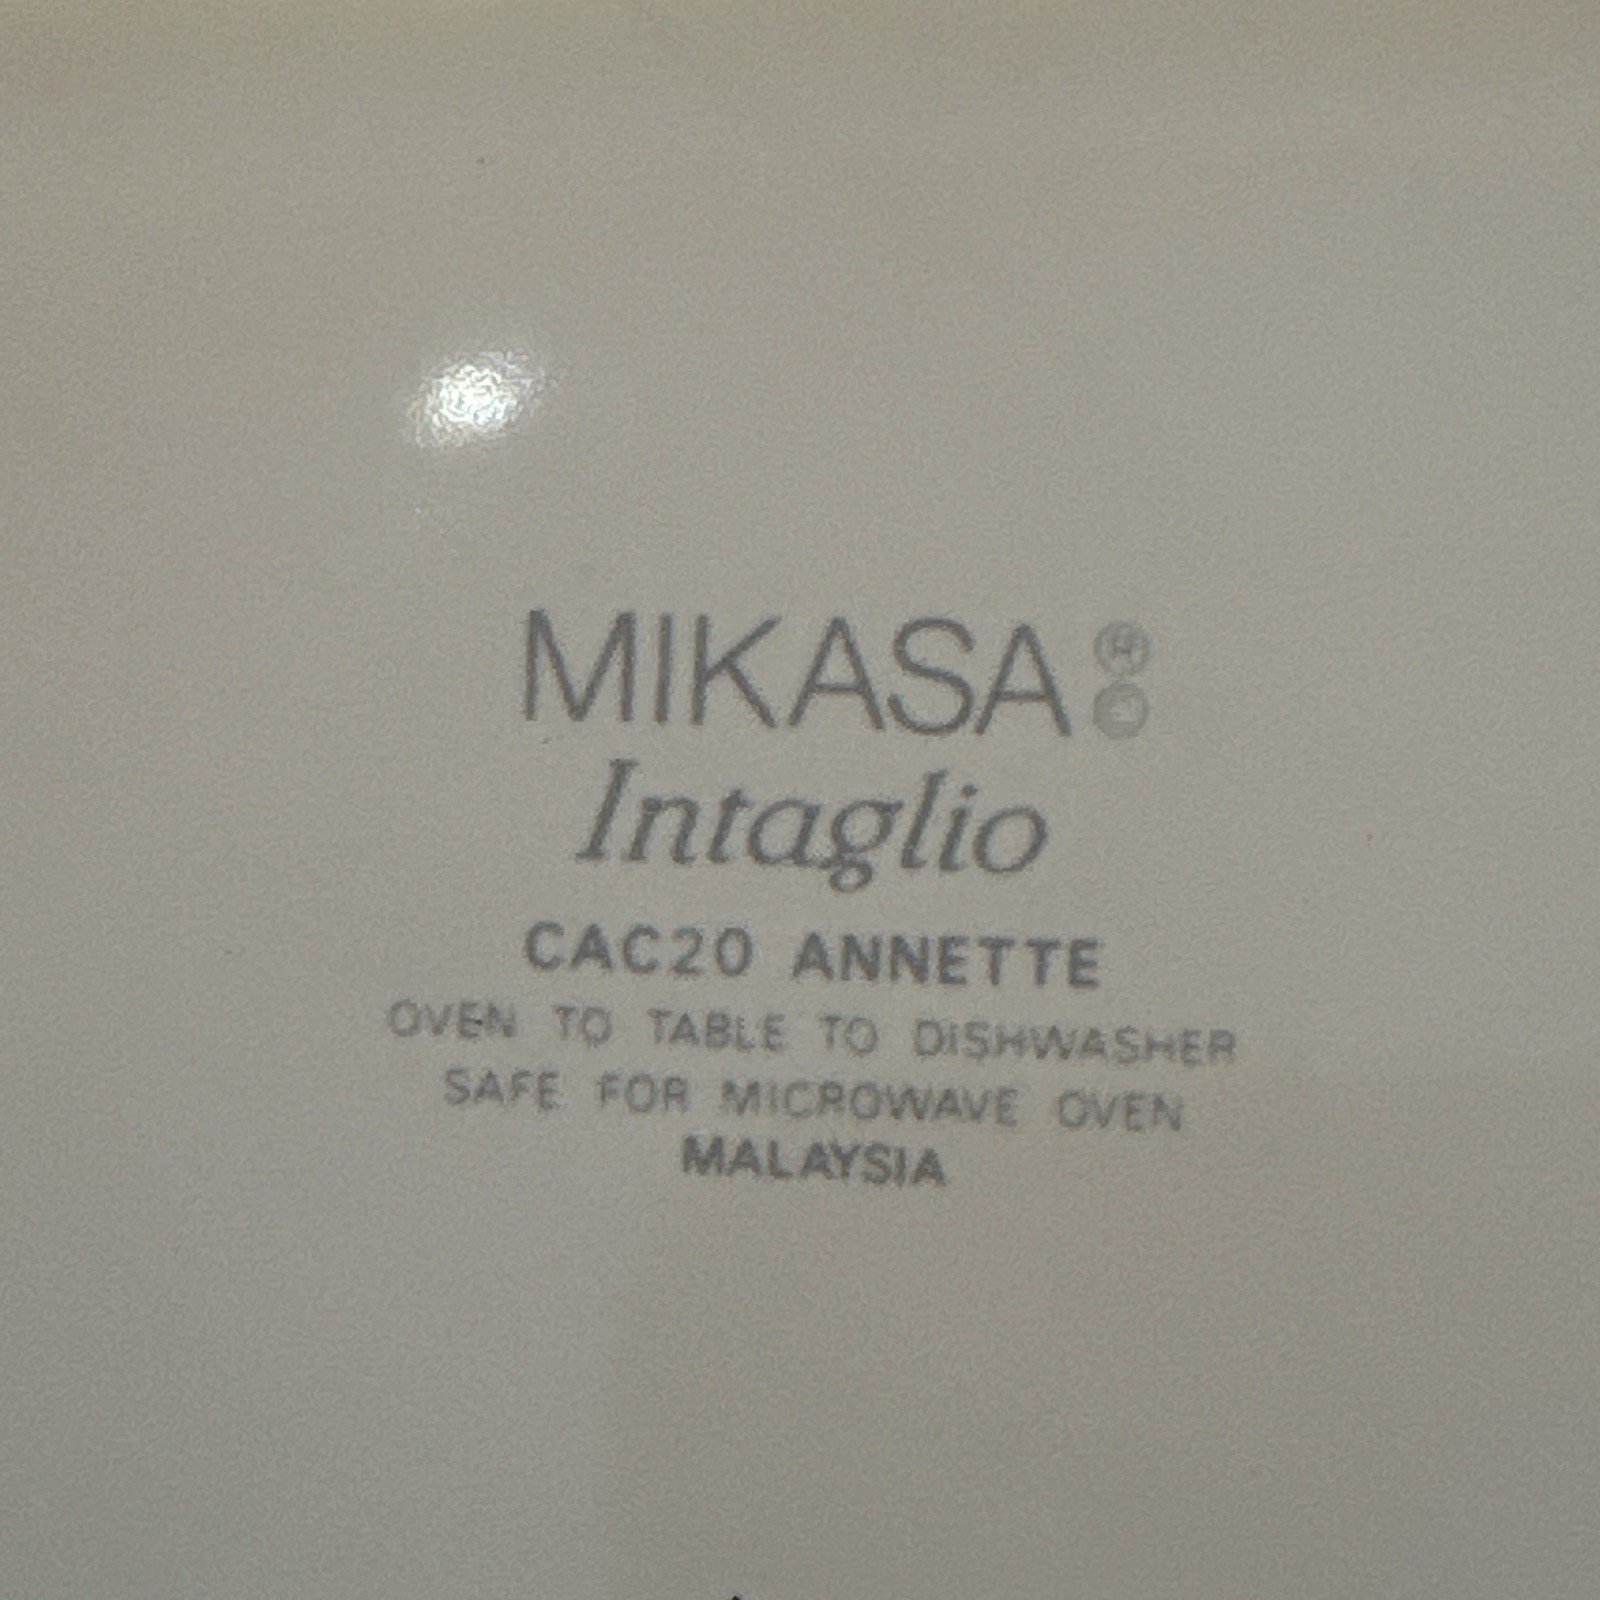 MIKASA ®
©
Intaglio
CAC20 ANNETTE
OVEN TO TABLE TO DISHWASHER
SAFE FOR MICROWAVE OVEN
MALAYSIA